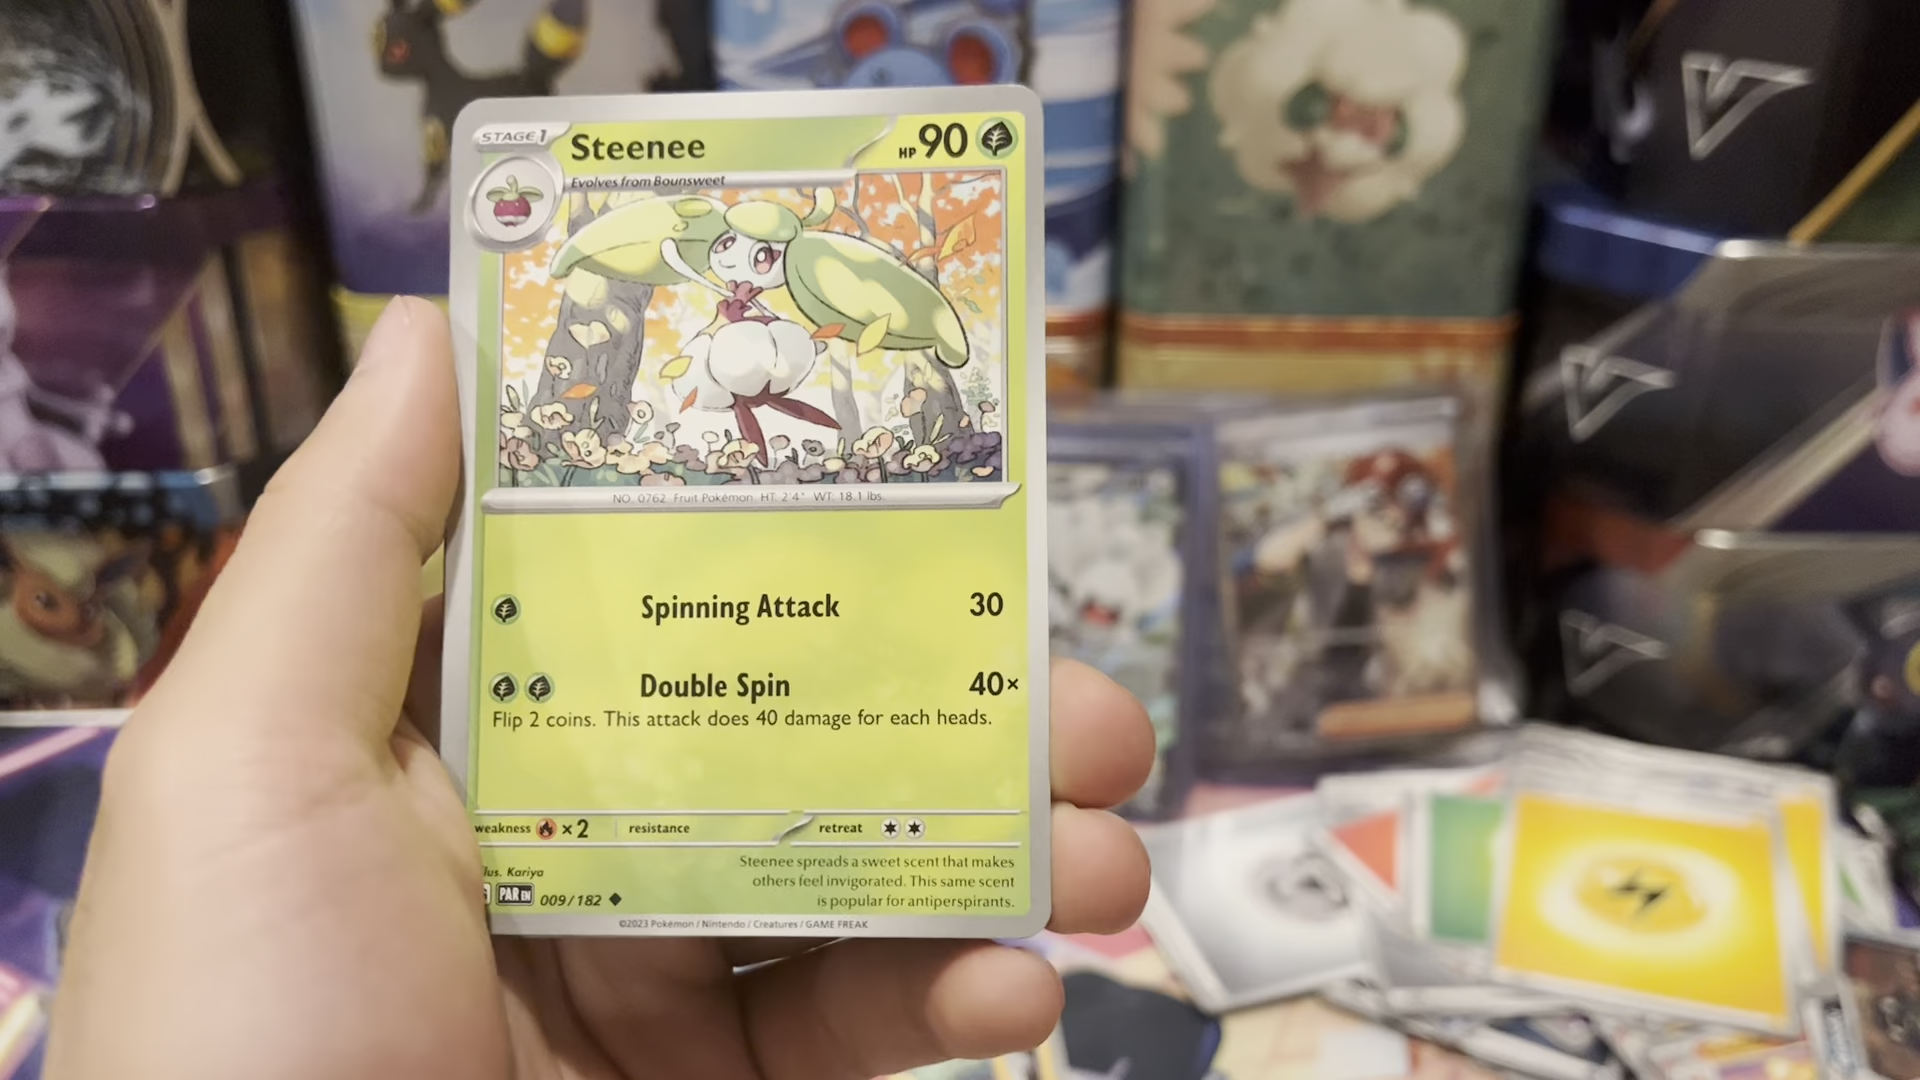 STAGE 1
Steenee
HP 90
Evolves from Bounsweet
NO. 0762 Fruit Pokémon HT: 2'4" WT: 18.1 lbs.
Spinning Attack 30
Double Spin 40×
Flip 2 coins. This attack does 40 damage for each heads.
weakness ×2 resistance retreat
Illus. Kariya
Steenee spreads a sweet scent that makes
others feel invigorated. This same scent
is popular for antiperspirants.
PAR EN 009/182
©2023 Pokémon / Nintendo / Creatures / GAME FREAK